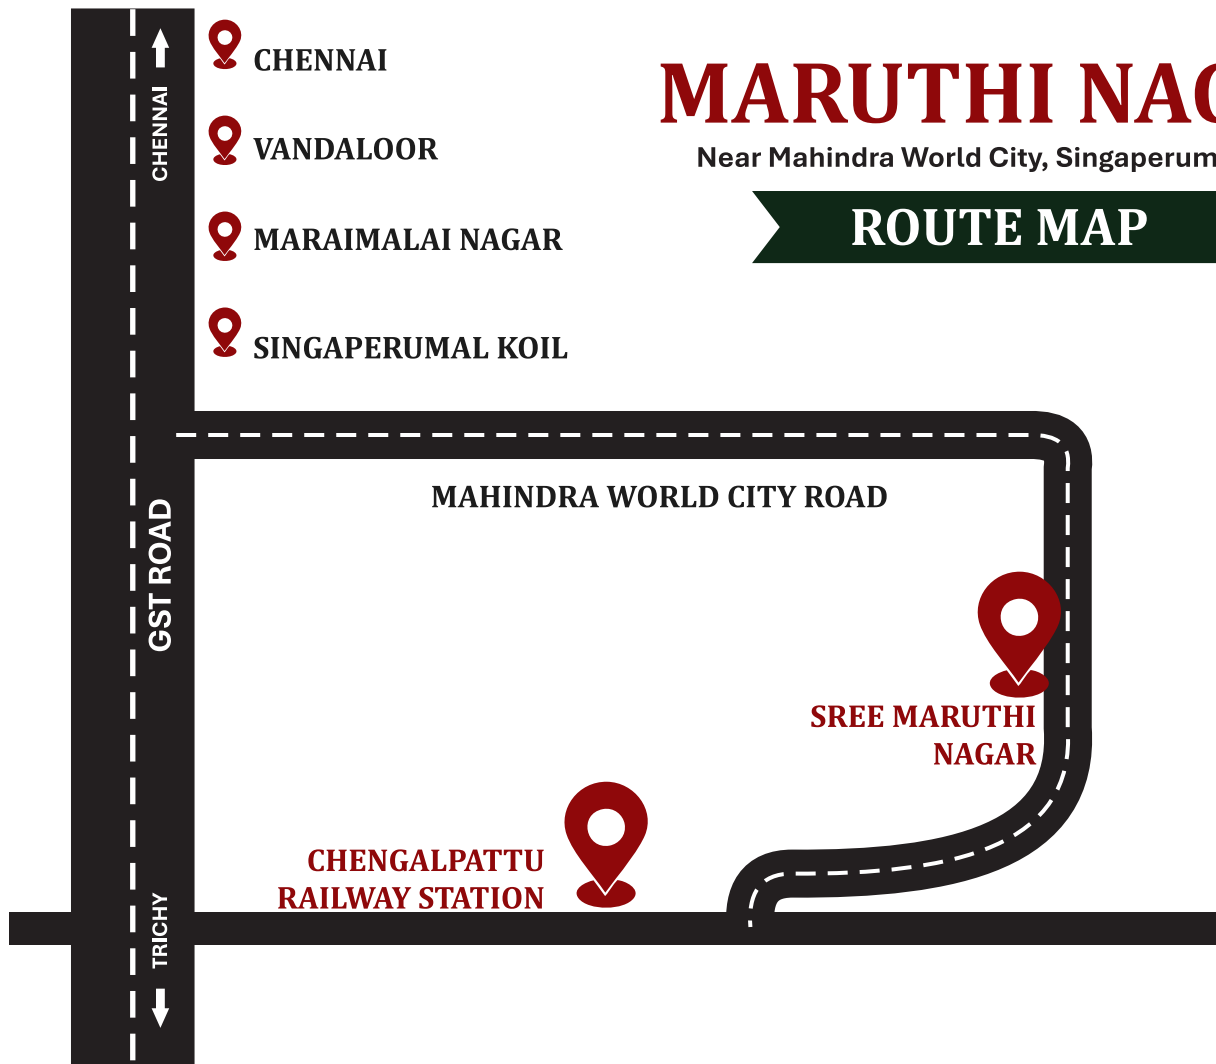 CHENNAI
CHENNAI
VANDALOOR
MARAIMALAI NAGAR
SINGAPERUMAL KOIL
MARUTHI NAG
Near Mahindra World City, Singaperum
ROUTE MAP
MAHINDRA WORLD CITY ROAD
GST ROAD
SREE MARUTHI
NAGAR
CHENGALPATTU
RAILWAY STATION
TRICHY